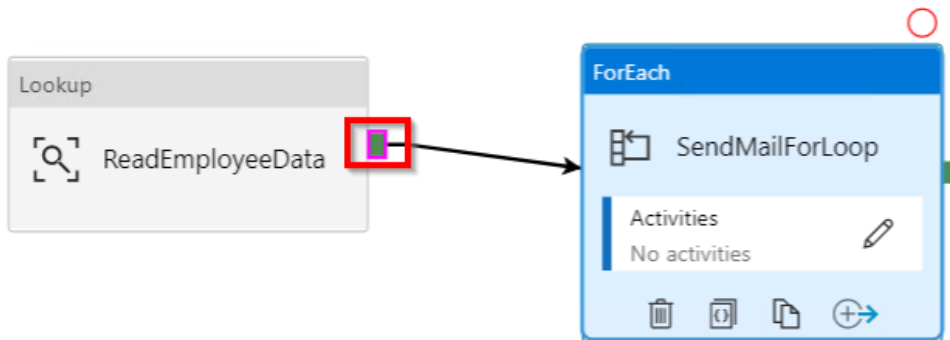 Lookup
ReadEmployeeData
ForEach
SendMailForLoop
Activities
No activities